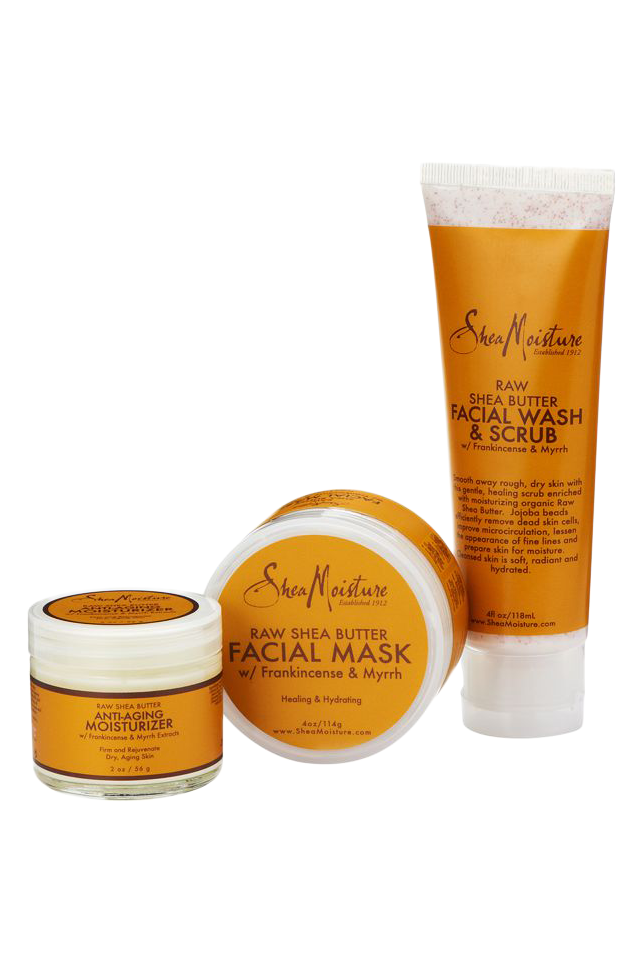 SheaMoisture
Established 1912
RAW
SHEA BUTTER
FACIAL WASH
& SCRUB
w/ Frankincense & Myrrh
Smooth away rough, dry skin with
this gentle, healing scrub enriched
with moisturizing organic Raw
Shea Butter. Jojoba beads
efficiently remove dead skin cells,
improve microcirculation, lessen
the appearance of fine lines and
prepare skin for moisture.
Cleansed skin is soft, radiant and
hydrated.
4fl oz/118mL
www.SheaMoisture.com
SheaMoisture
Established 1912
RAW SHEA BUTTER
FACIAL MASK
w/ Frankincense & Myrrh
Healing & Hydrating
4oz/114g
www.SheaMoisture.com
ANTI-AGING
MOISTURIZER
RAW SHEA BUTTER
ANTI-AGING
MOISTURIZER
w/ Frankincense & Myrrh Extracts
Firm and Rejuvenate
Dry, Aging Skin
2 oz / 56 g